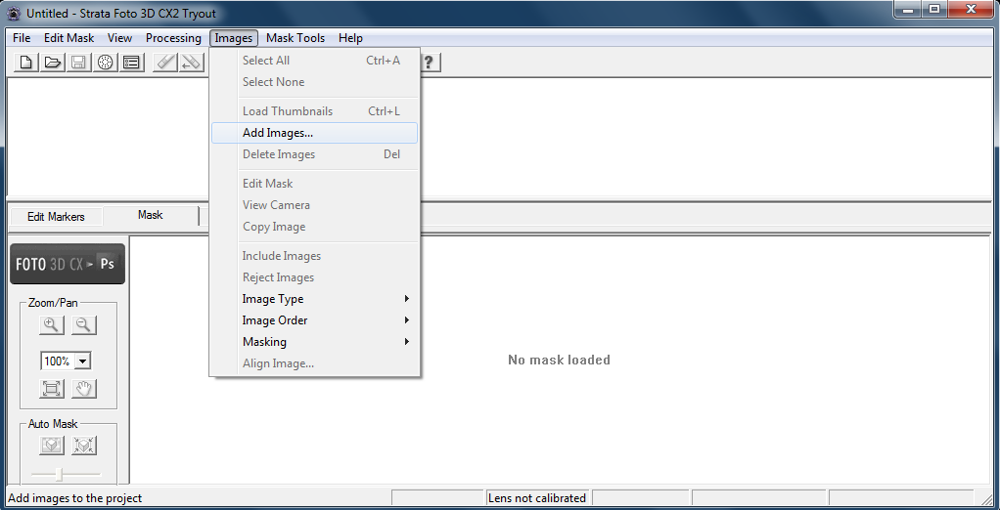 Untitled - Strata Foto 3D CX2 Tryout
File Edit Mask View Processing Images Mask Tools Help
?
Select All Ctrl+A
Select None
Load Thumbnails Ctrl+L
Add Images...
Delete Images Del
Edit Mask
View Camera
Copy Image
Include Images
Reject Images
Image Type
Image Order
Masking
Align Image...
Edit Markers Mask
FOTO 3D CX Ps
Zoom/Pan
100%
Auto Mask
No mask loaded
Add images to the project Lens not calibrated